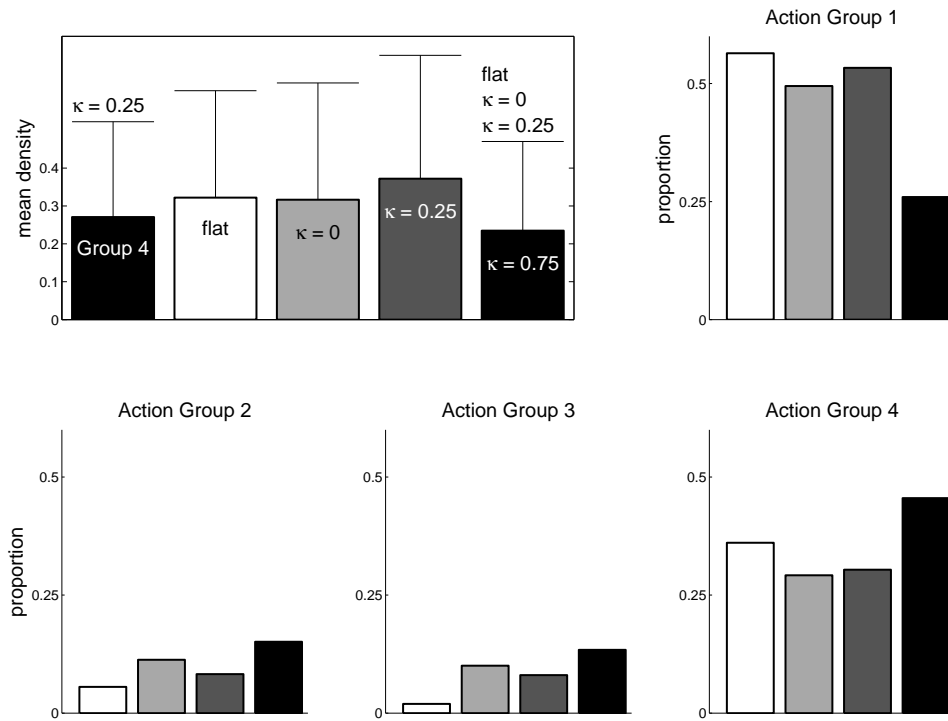 Action Group 1
mean density
0.4
0.3
0.2
0.1
0
κ = 0.25
Group 4
flat
κ = 0
κ = 0.25
flat
κ = 0
κ = 0.25
κ = 0.75
proportion
0.5
0.25
0
Action Group 2
proportion
0.5
0.25
0
Action Group 3
0.5
0.25
0
Action Group 4
0.5
0.25
0